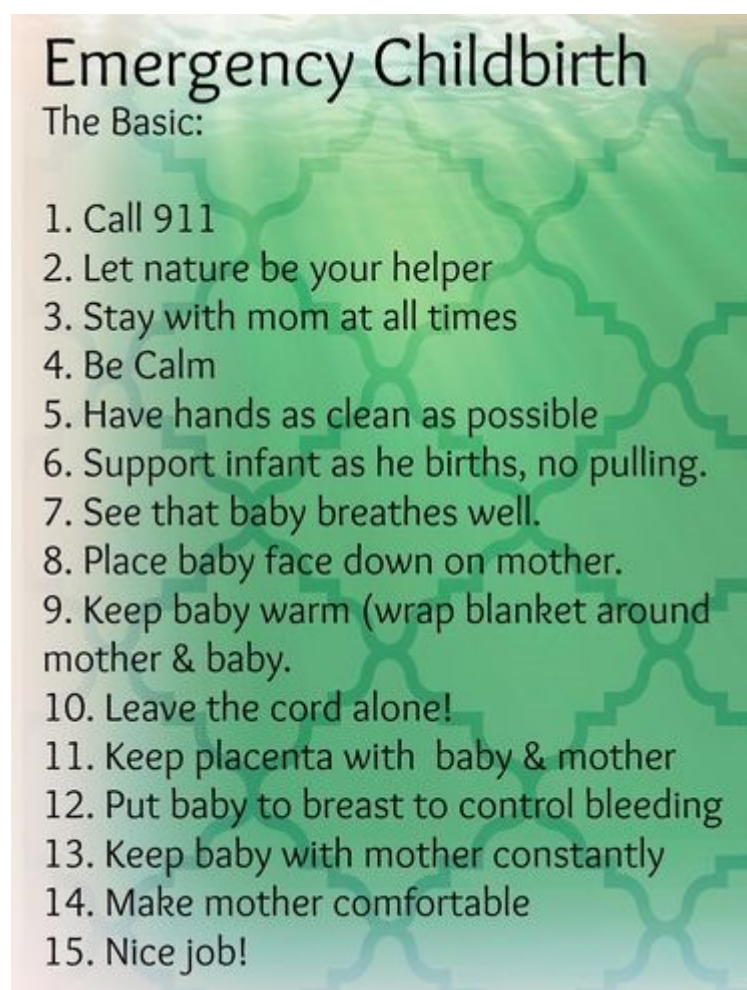 Emergency Childbirth
The Basic:
1. Call 911
2. Let nature be your helper
3. Stay with mom at all times
4. Be Calm
5. Have hands as clean as possible
6. Support infant as he births, no pulling.
7. See that baby breathes well.
8. Place baby face down on mother.
9. Keep baby warm (wrap blanket around
mother & baby.
10. Leave the cord alone!
11. Keep placenta with  baby & mother
12. Put baby to breast to control bleeding
13. Keep baby with mother constantly
14. Make mother comfortable
15. Nice job!